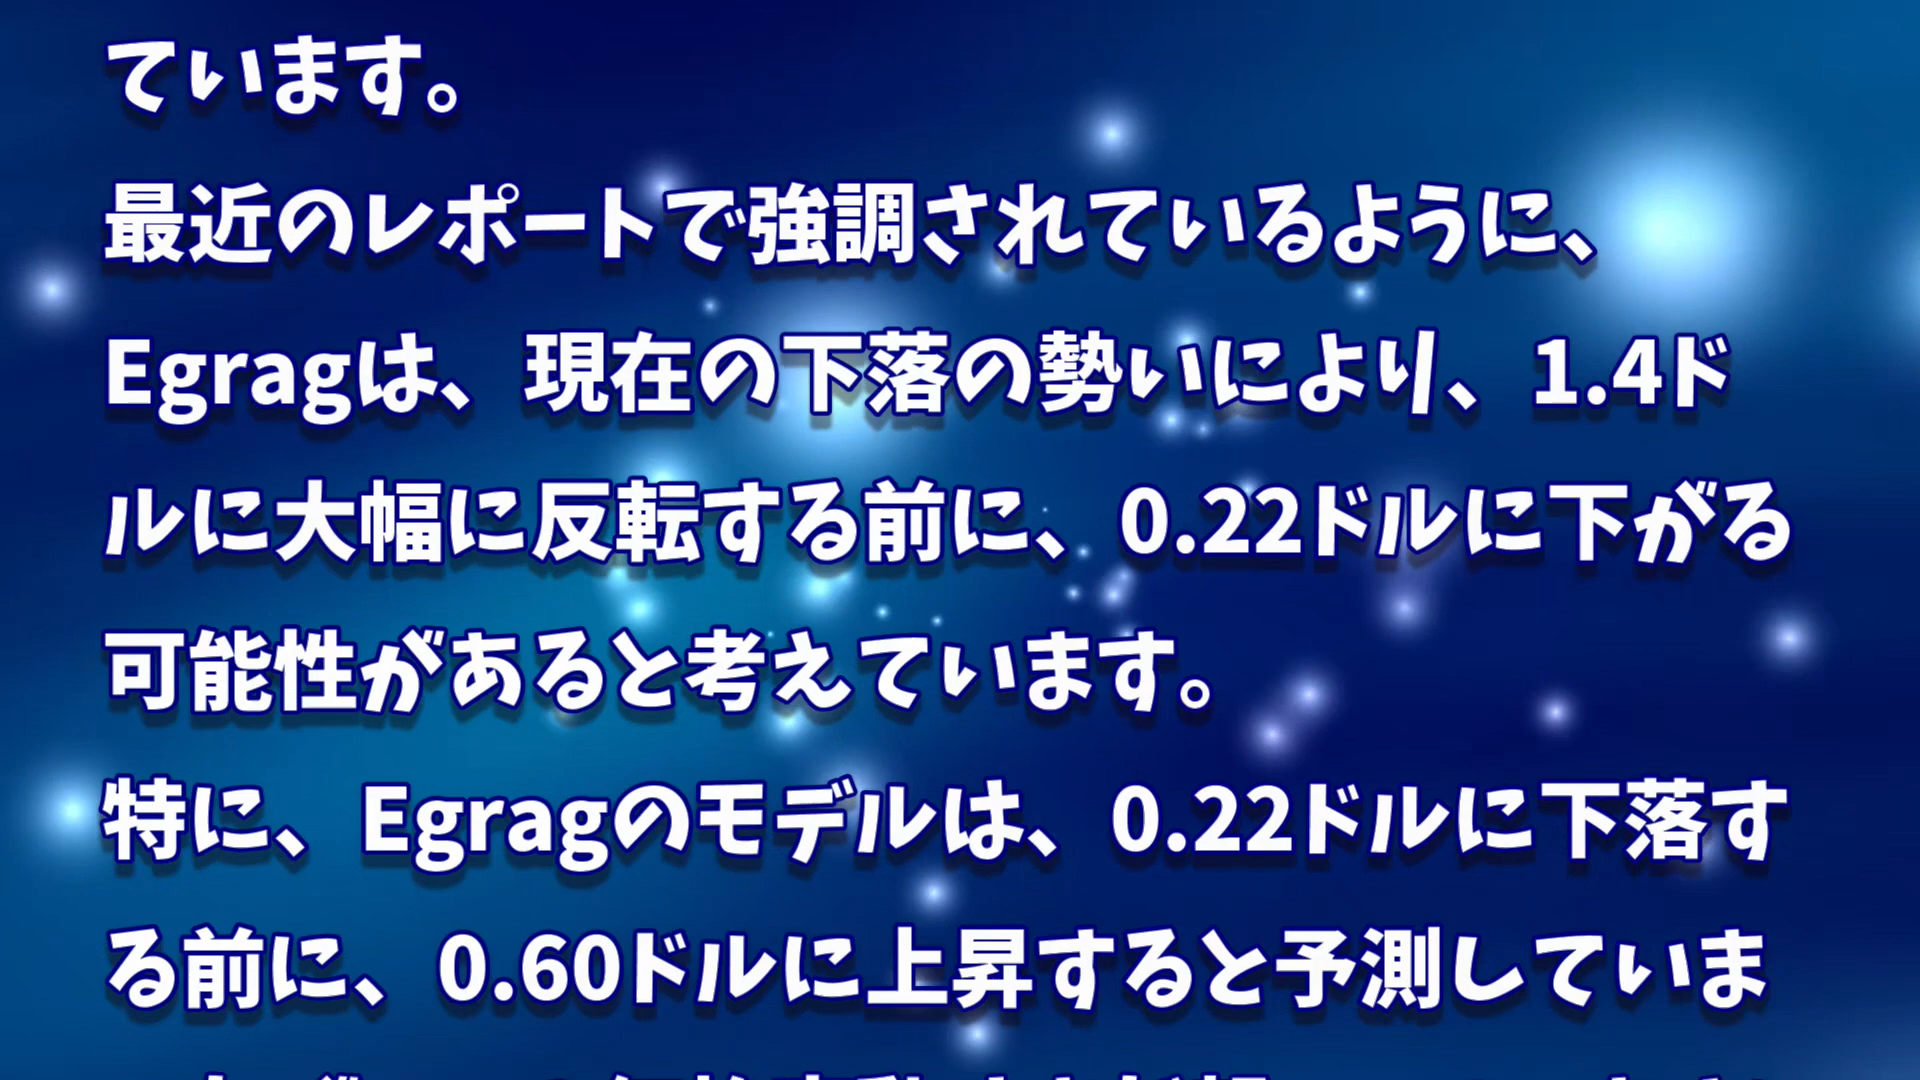 ています。
最近のレポートで強調されているように、
Egragは、現在の下落の勢いにより、1.4ド
ルに大幅に反転する前に、0.22ドルに下がる
可能性があると考えています。
特に、Egragのモデルは、0.22ドルに下落す
る前に、0.60ドルに上昇すると予測していま